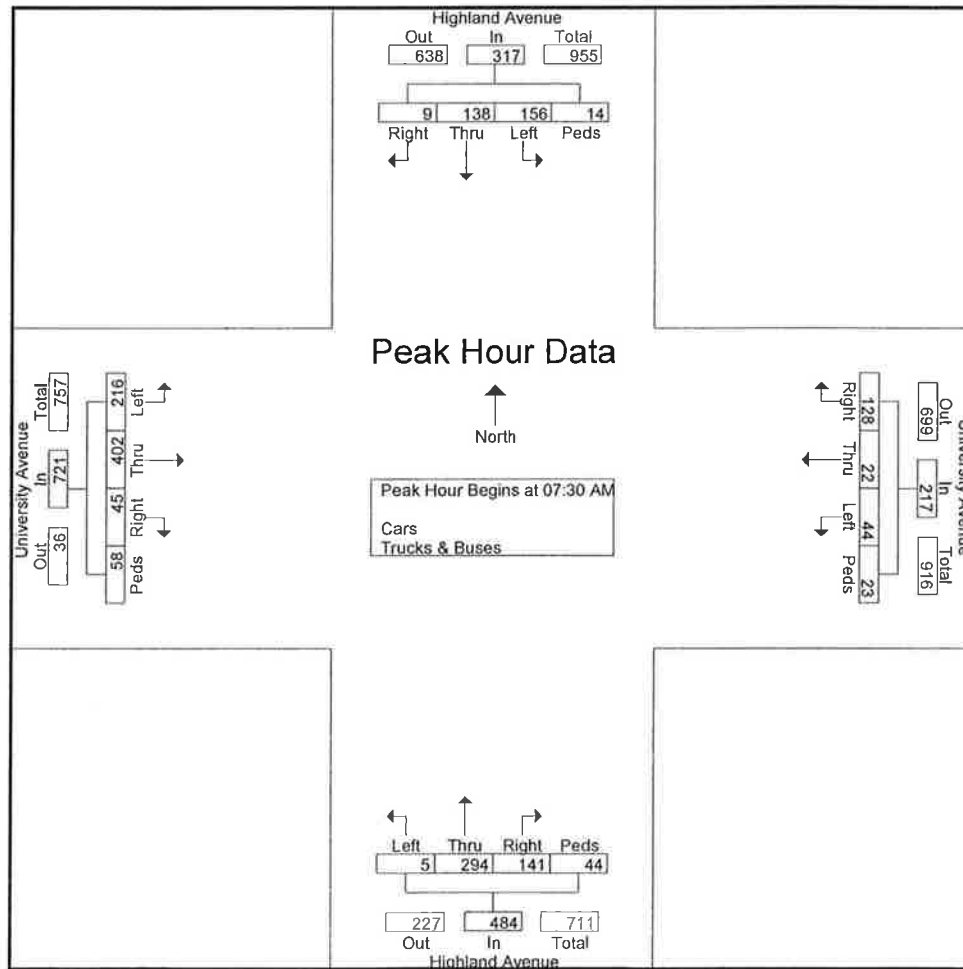 Highland Avenue
Out In Total
638 317 955
9 138 156 14
Right Thru Left Peds
Peak Hour Data
North
Peak Hour Begins at 07:30 AM
Cars
Trucks & Buses
University Avenue
Out In Total
36 721 757
Left Thru Right Peds
216 402 45 58
University Avenue
Out In Total
699 217 916
Right Thru Left Peds
128 22 44 23
Left Thru Right Peds
5 294 141 44
227 484 711
Out In Total
Highland Avenue